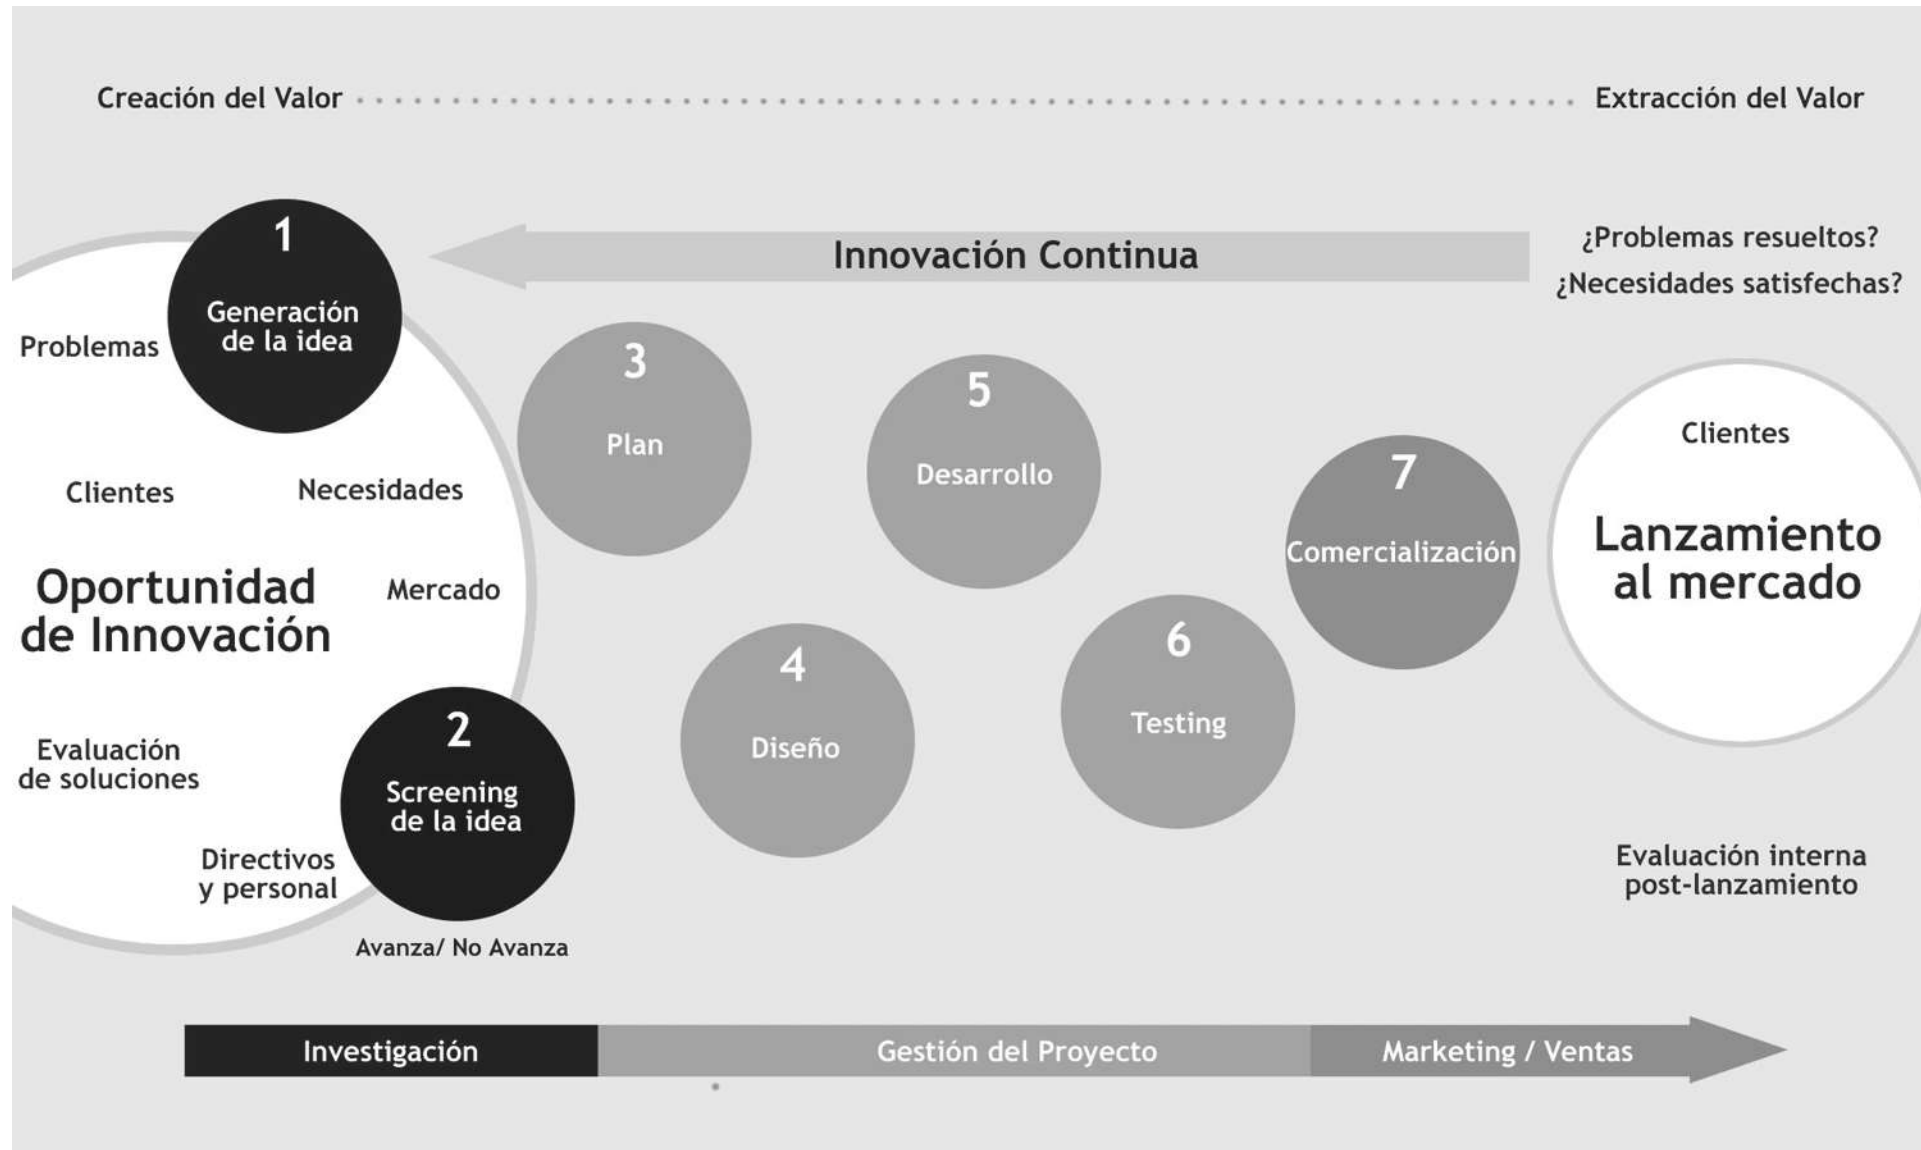 Creación del Valor
Extracción del Valor
1
Generación
de la idea
Innovación Continua
¿Problemas resueltos?
¿Necesidades satisfechas?
Problemas
Clientes
Necesidades
Oportunidad
de Innovación
Mercado
Evaluación
de soluciones
Directivos
y personal
2
Screening
de la idea
Avanza/ No Avanza
3
Plan
4
Diseño
5
Desarrollo
6
Testing
7
Comercialización
Clientes
Lanzamiento
al mercado
Evaluación interna
post-lanzamiento
Investigación
Gestión del Proyecto
Marketing / Ventas